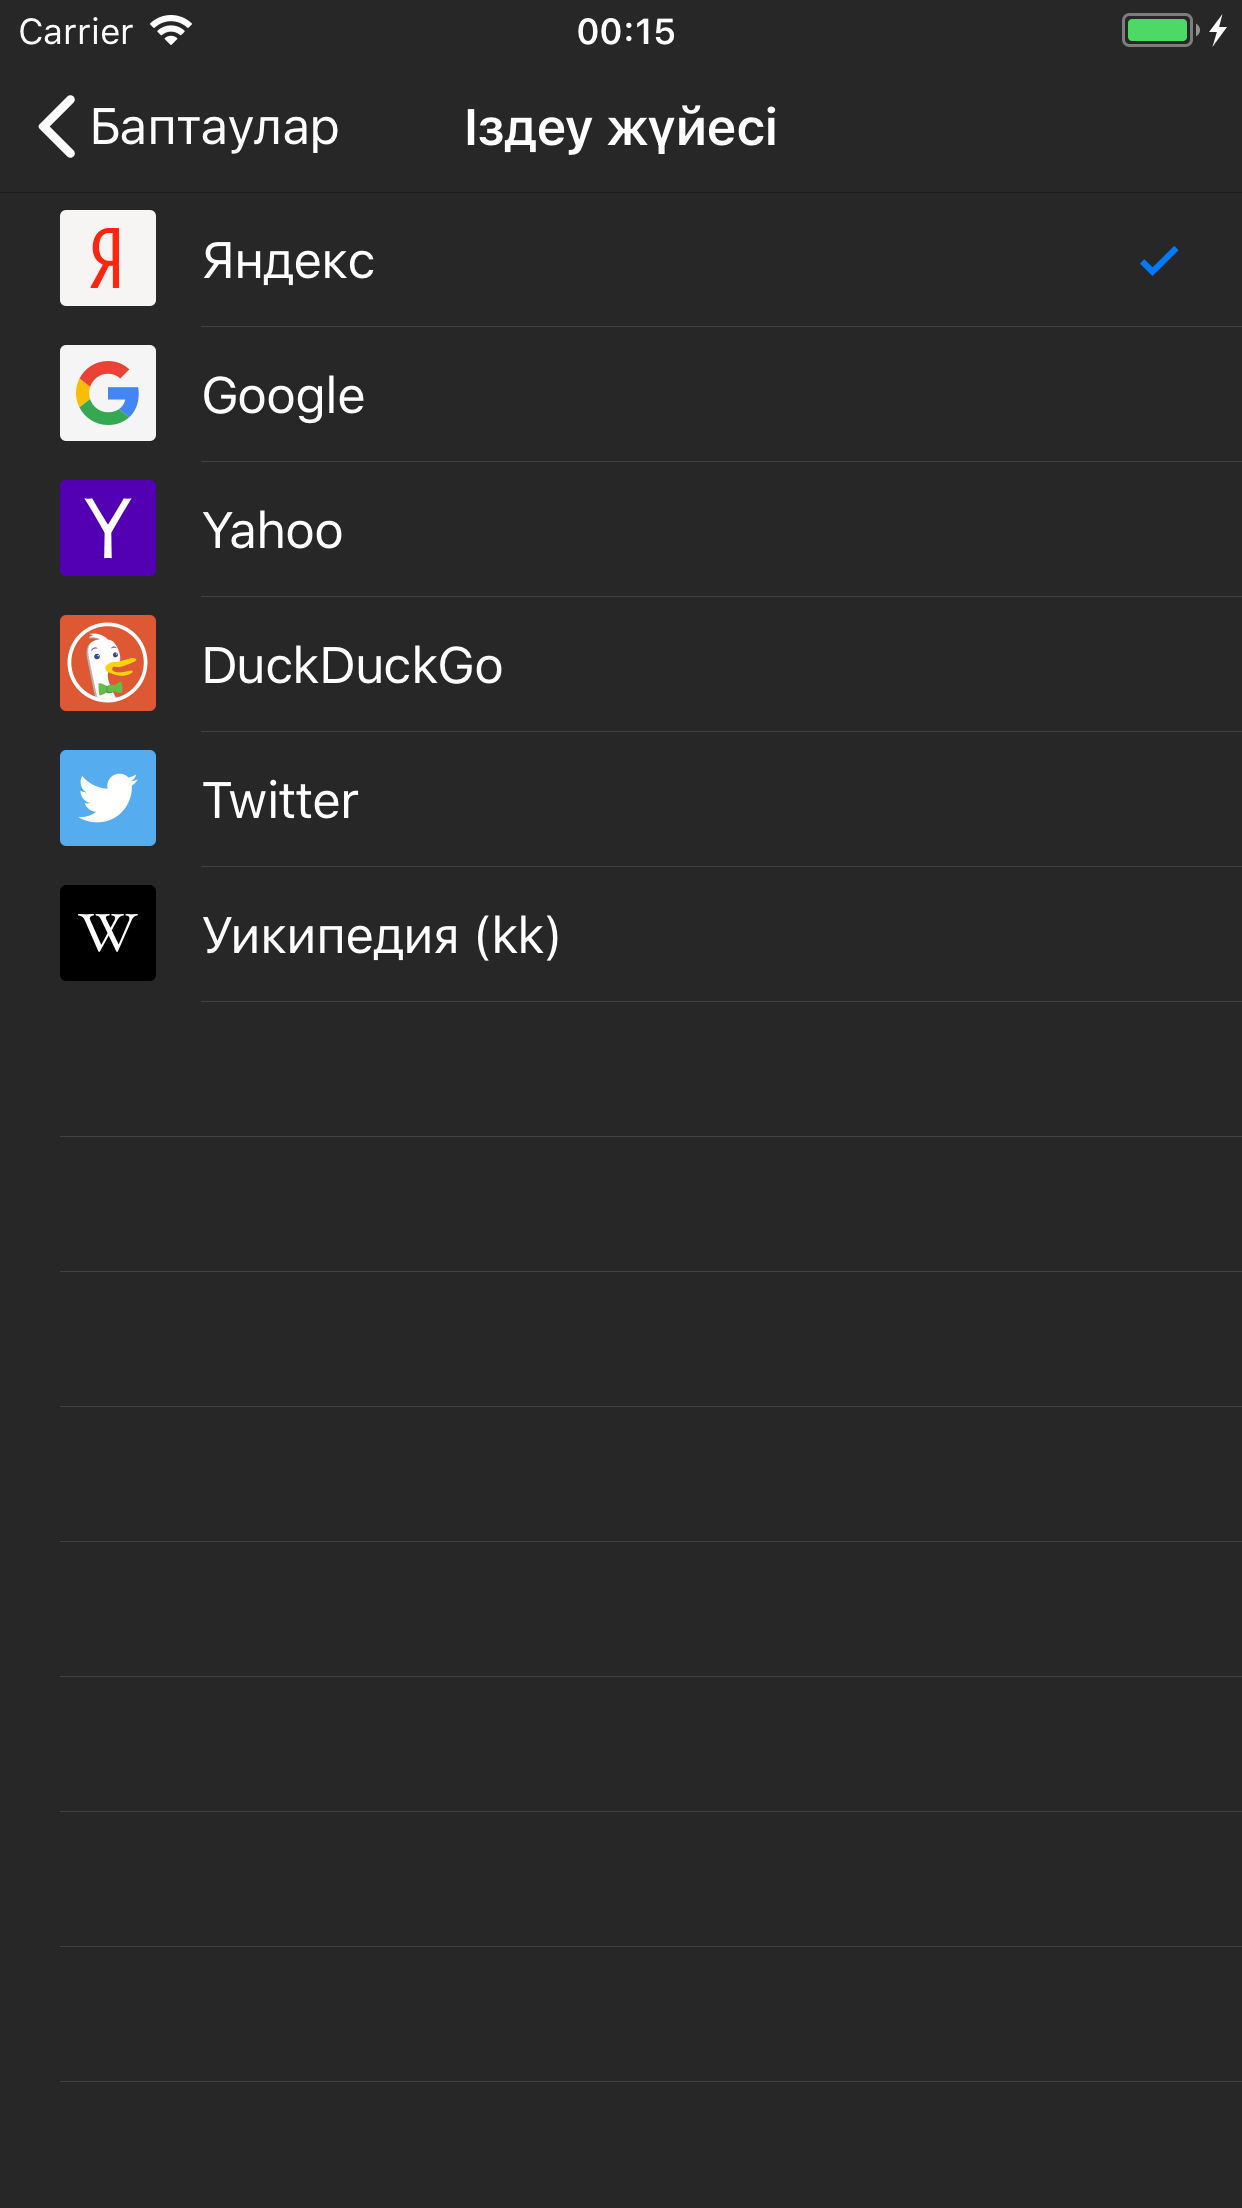 Carrier 00:15
Баптаулар Іздеу жүйесі
Я Яндекс
G Google
Y Yahoo
DuckDuckGo
Twitter
W Уикипедия (kk)